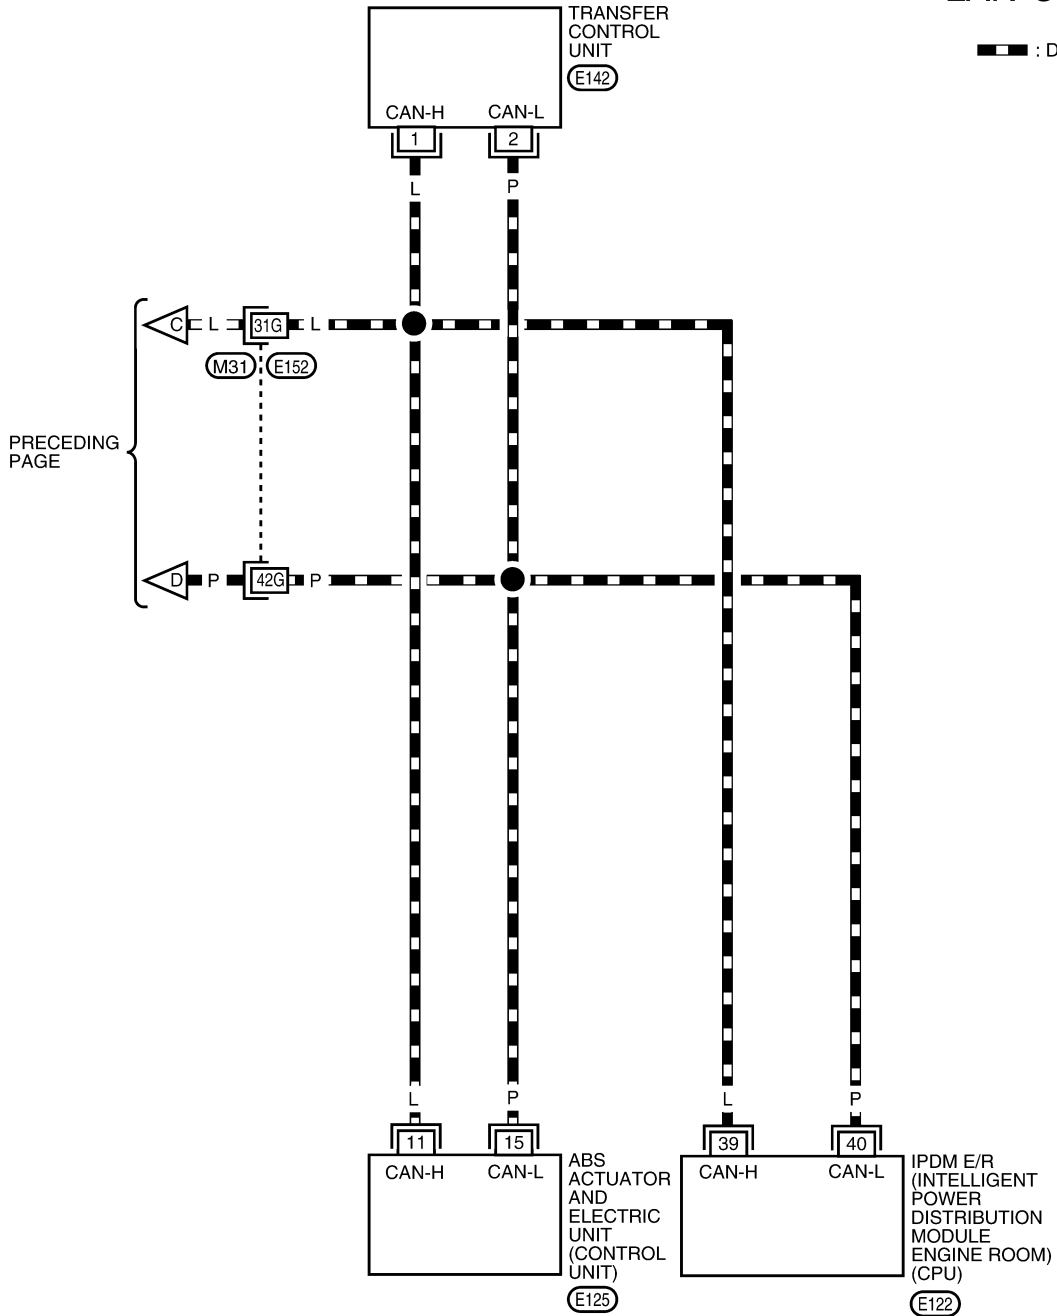 TRANSFER
CONTROL
UNIT
E142
: D
CAN-H CAN-L
1 2
L P
C L 31G L
M31 E152
PRECEDING
PAGE
D P 42G P
L P L P
11 15 39 40
CAN-H CAN-L
ABS
ACTUATOR
AND
ELECTRIC
UNIT
(CONTROL
UNIT)
E125
CAN-H CAN-L
IPDM E/R
(INTELLIGENT
POWER
DISTRIBUTION
MODULE
ENGINE ROOM)
(CPU)
E122